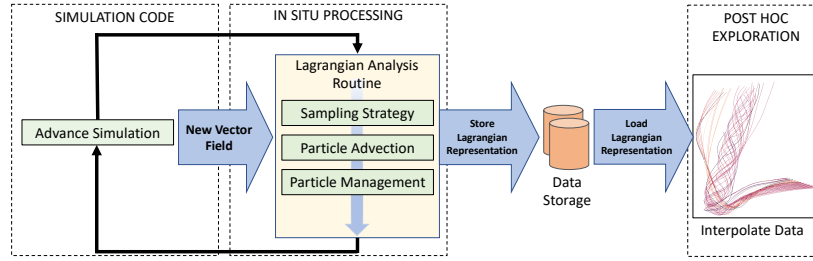 SIMULATION CODE
IN SITU PROCESSING
POST HOC
EXPLORATION
Lagrangian Analysis
Routine
Advance Simulation
New Vector
Field
Sampling Strategy
Particle Advection
Particle Management
Store
Lagrangian
Representation
Data
Storage
Load
Lagrangian
Representation
Interpolate Data